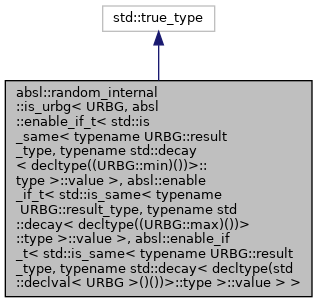 std::true_type
absl::random_internal
::is_urbg< URBG, absl
::enable_if_t< std::is
_same< typename URBG::result
_type, typename std::decay
< decltype((URBG::min)())>::
type >::value >, absl::enable
_if_t< std::is_same< typename
 URBG::result_type, typename std
::decay< decltype((URBG::max)())>
::type >::value >, absl::enable_if
_t< std::is_same< typename URBG::result
_type, typename std::decay< decltype(std
::declval< URBG >()())>::type >::value > >